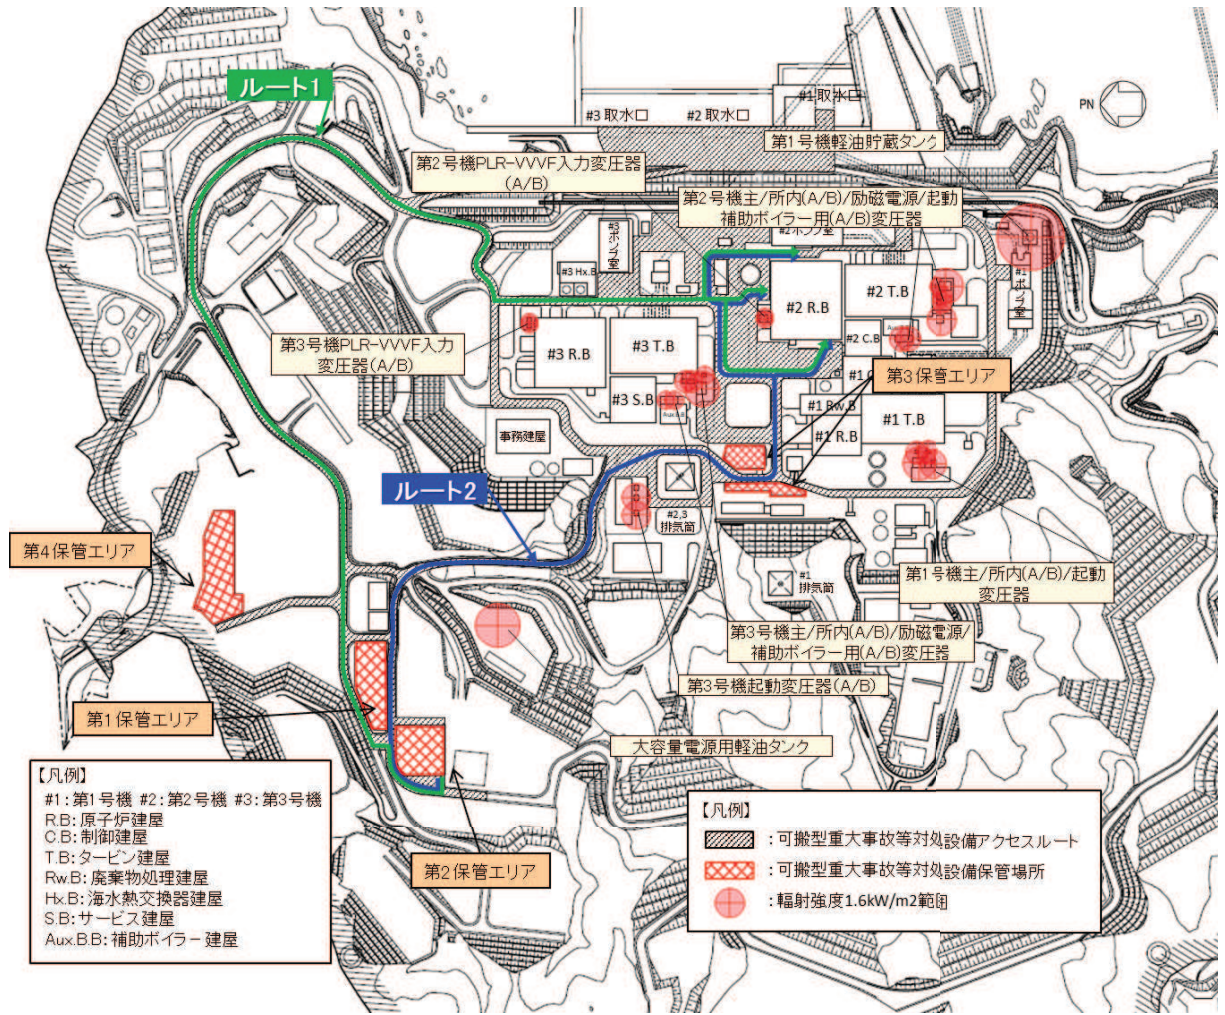 ルート1
#1 取水口
#3 取水口
#2 取水口
PN
第1号機軽油貯蔵タンク
第2号機PLR-VVVF入力変圧器
(A/B)
第2号機主/所内(A/B)/励磁電源/起動
補助ボイラー用(A/B)変圧器
#3
ポンプ
室
#2 ポンプ室
#3 Hx.B
#1
ポンプ
室
#2 R.B
#2 T.B
第3号機PLR-VVVF入力
変圧器(A/B)
#3 R.B
#3 T.B
#2 C.B
Aux.B.B
第3保管エリア
#3 S.B
Aux.B.B
#1 Rw.B
#1 T.B
#1 R.B
事務建屋
ルート2
#2,3
排気筒
第4保管エリア
第1号機主/所内(A/B)/起動
変圧器
#1
排気筒
第3号機主/所内(A/B)/励磁電源/
補助ボイラー用(A/B)変圧器
第3号機起動変圧器(A/B)
第1保管エリア
大容量電源用軽油タンク
第2保管エリア
【凡例】
#1:第1号機 #2:第2号機 #3:第3号機
R.B:原子炉建屋
C.B:制御建屋
T.B:タービン建屋
Rw.B:廃棄物処理建屋
Hx.B:海水熱交換器建屋
S.B:サービス建屋
Aux.B.B:補助ボイラー建屋
【凡例】
:可搬型重大事故等対処設備アクセスルート
:可搬型重大事故等対処設備保管場所
:輻射強度1.6kW/m2範囲